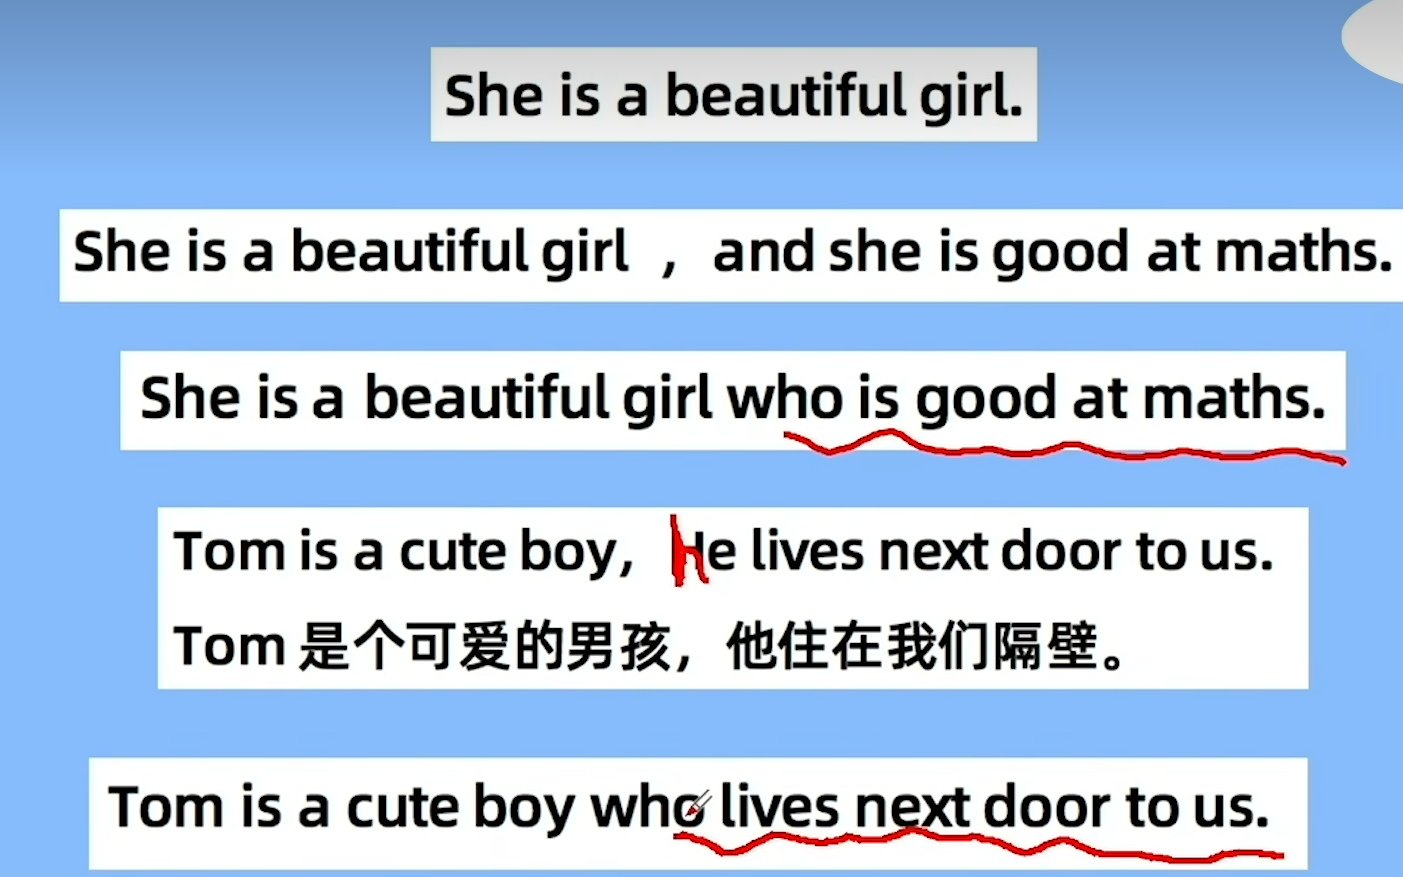 She is a beautiful girl.
She is a beautiful girl ，and she is good at maths.
She is a beautiful girl who is good at maths.
Tom is a cute boy, He lives next door to us.
Tom 是个可爱的男孩，他住在我们隔壁。
Tom is a cute boy who lives next door to us.